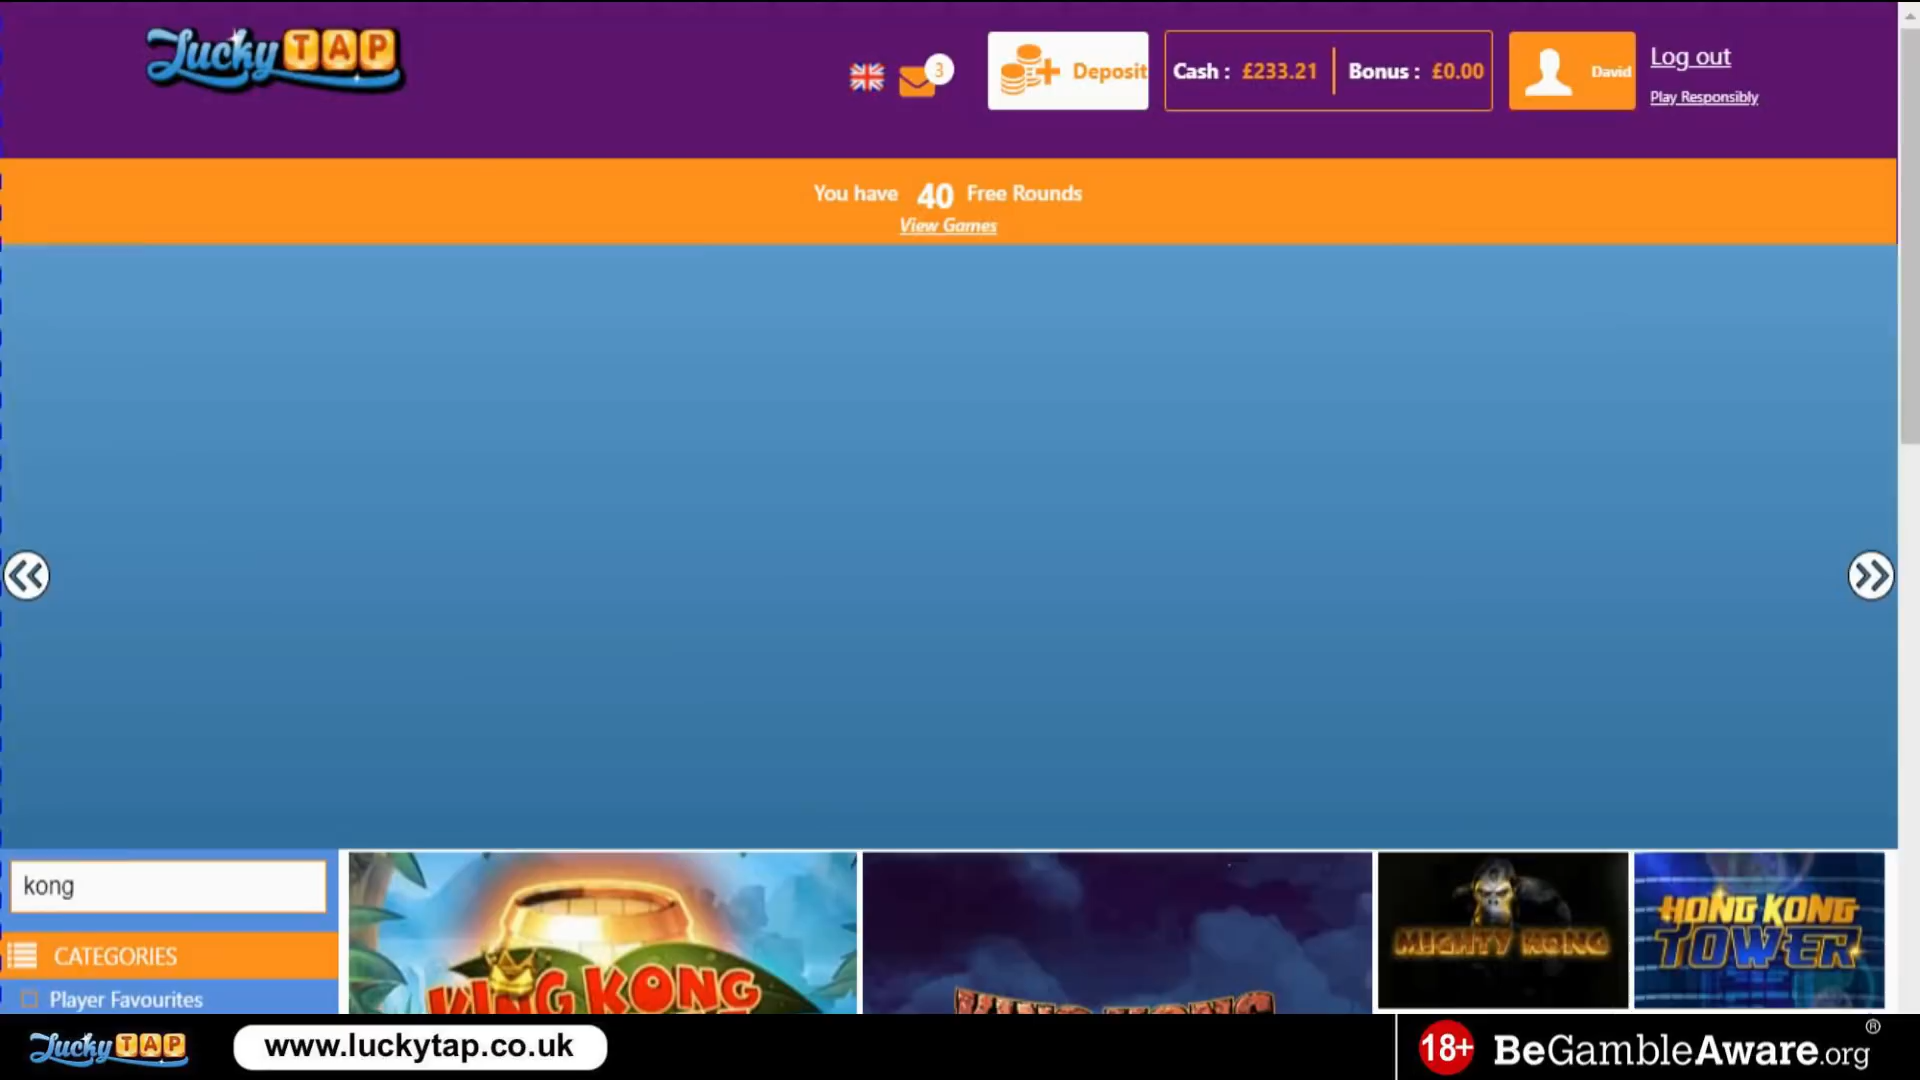 Lucky TAP
3
Deposit
Cash : £233.21
Bonus : £0.00
David
Log out
Play Responsibly
You have 40 Free Rounds
View Games
kong
CATEGORIES
Player Favourites
KING KONG
KING KONG
MIGHTY KONG
HONG KONG
TOWER
Lucky TAP
www.luckytap.co.uk
18+
BeGambleAware.org®